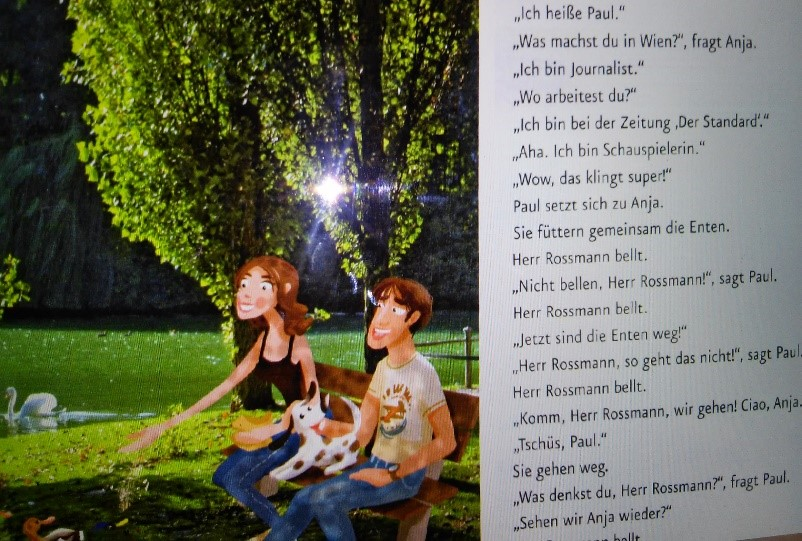 „Ich heiße Paul.“
„Was machst du in Wien?“, fragt Anja.
„Ich bin Journalist.“
„Wo arbeitest du?“
„Ich bin bei der Zeitung ‚Der Standard‘.“
„Aha. Ich bin Schauspielerin.“
„Wow, das klingt super!“
Paul setzt sich zu Anja.
Sie füttern gemeinsam die Enten.
Herr Rossmann bellt.
„Nicht bellen, Herr Rossmann!“, sagt Paul.
Herr Rossmann bellt.
„Jetzt sind die Enten weg!“
„Herr Rossmann, so geht das nicht!“, sagt Paul.
Herr Rossmann bellt.
„Komm, Herr Rossmann, wir gehen! Ciao, Anja.
„Tschüs, Paul.“
Sie gehen weg.
„Was denkst du, Herr Rossmann?“, fragt Paul.
„Sehen wir Anja wieder?“
bellt